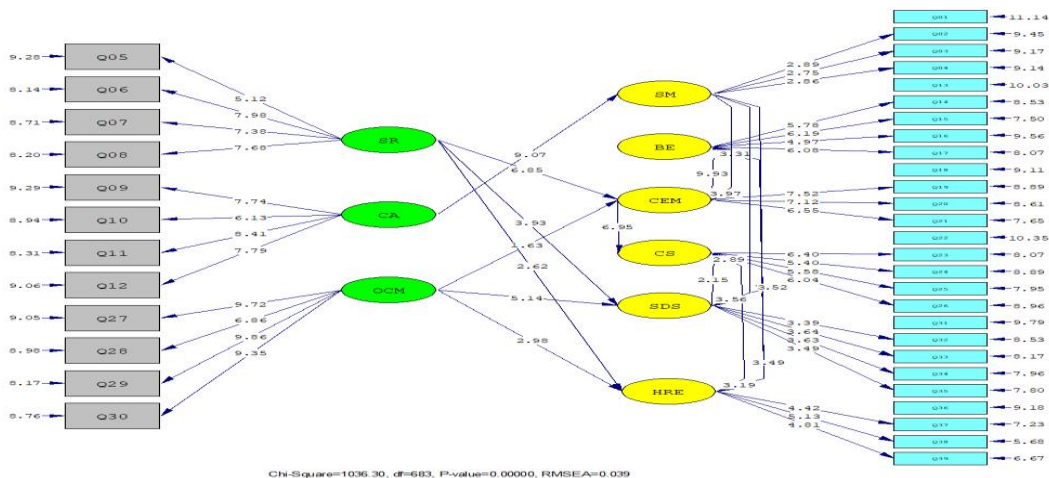 9.28 Q05
8.14 Q06
8.71 Q07
8.20 Q08
9.29 Q09
8.94 Q10
8.31 Q11
9.06 Q12
9.05 Q27
8.98 Q28
8.17 Q29
8.76 Q30
5.12
7.98
7.38
7.68
7.74
6.13
8.41
7.79
9.72
6.86
9.86
9.35
SR
CA
OCM
9.07
6.85
3.93
1.63
2.62
5.14
2.98
SM
BE
CEM
CS
SDS
HRE
6.95
3.31
9.93
3.97
2.89
2.15
3.56
3.52
3.49
3.19
2.89
2.75
2.86
5.78
6.19
4.97
6.08
7.52
7.12
6.55
6.40
5.40
5.58
6.04
3.39
3.64
3.63
3.49
4.42
5.13
4.81
Q01 11.14
Q02 9.45
Q03 9.17
Q04 9.14
Q13 10.03
Q14 8.53
Q15 7.50
Q16 9.56
Q17 8.07
Q18 9.11
Q19 8.89
Q20 8.61
Q21 7.65
Q22 10.35
Q23 8.07
Q24 8.89
Q25 7.95
Q26 8.96
Q31 9.79
Q32 8.53
Q33 8.17
Q34 7.96
Q35 7.80
Q36 9.18
Q37 7.23
Q38 5.68
Q39 6.67
Chi-Square=1036.30, df=683, P-value=0.00000, RMSEA=0.039